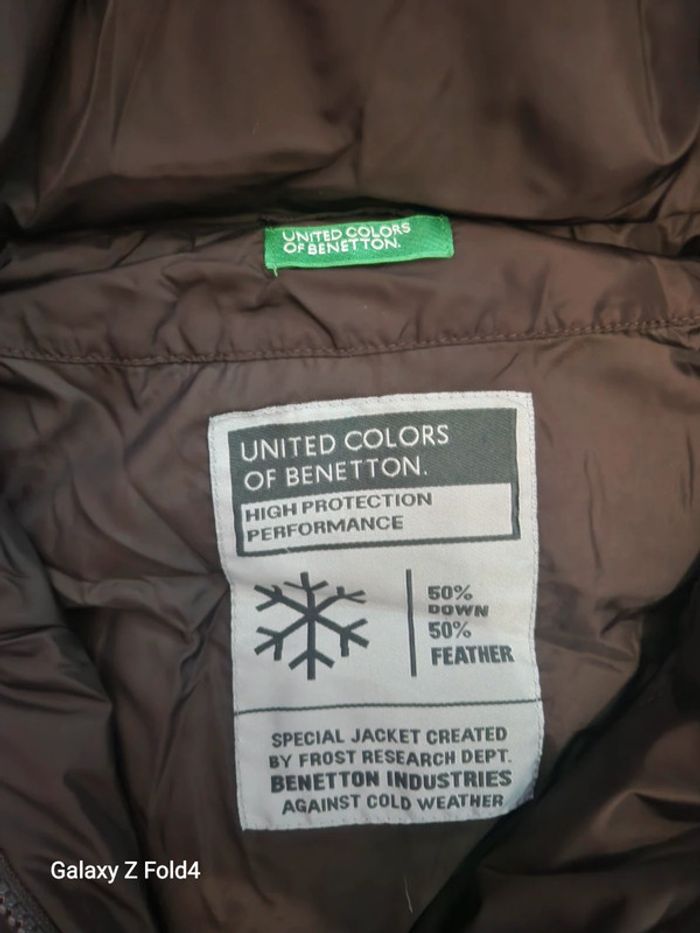 UNITED COLORS
OF BENETTON.
UNITED COLORS
OF BENETTON.
HIGH PROTECTION
PERFORMANCE
50%
DOWN
50%
FEATHER
SPECIAL JACKET CREATED
BY FROST RESEARCH DEPT.
BENETTON INDUSTRIES
AGAINST COLD WEATHER
Galaxy Z Fold4